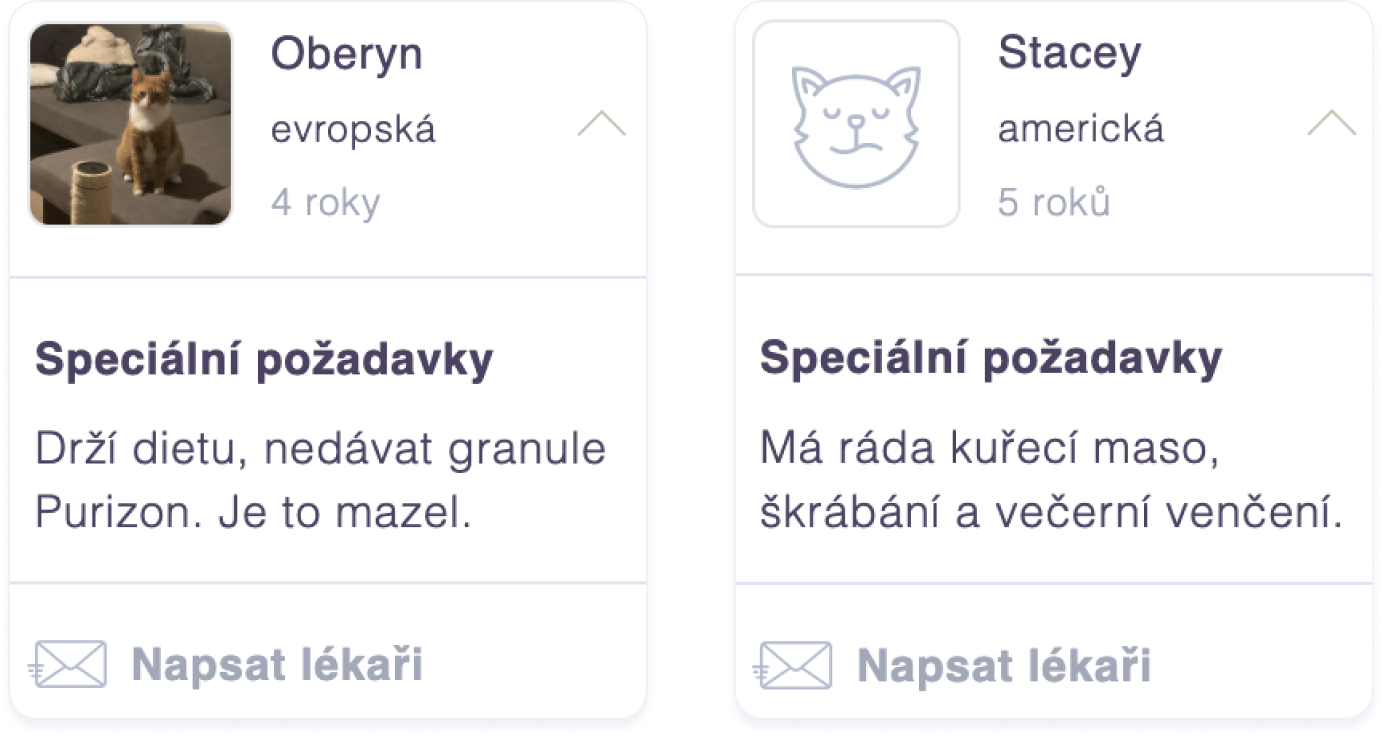 Oberyn
evropská
4 roky
Speciální požadavky
Drží dietu, nedávat granule
Purizon. Je to mazel.
Napsat lékaři
Stacey
americká
5 roků
Speciální požadavky
Má ráda kuřecí maso,
škrábání a večerní venčení.
Napsat lékaři